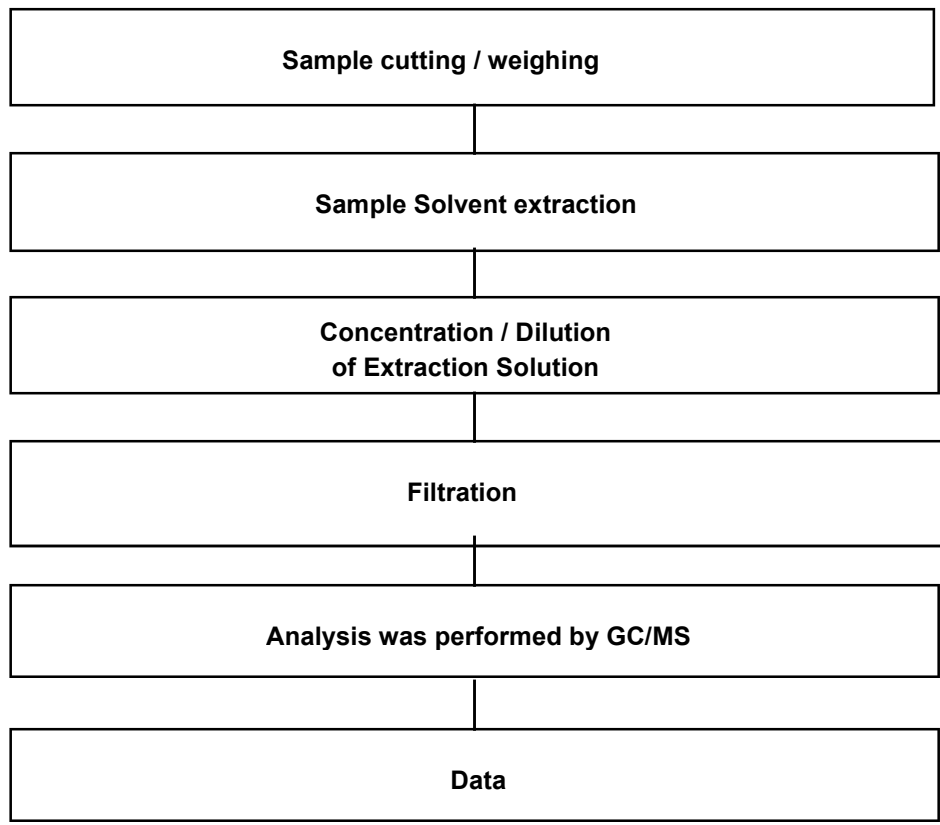 Sample cutting / weighing
Sample Solvent extraction
Concentration / Dilution
of Extraction Solution
Filtration
Analysis was performed by GC/MS
Data